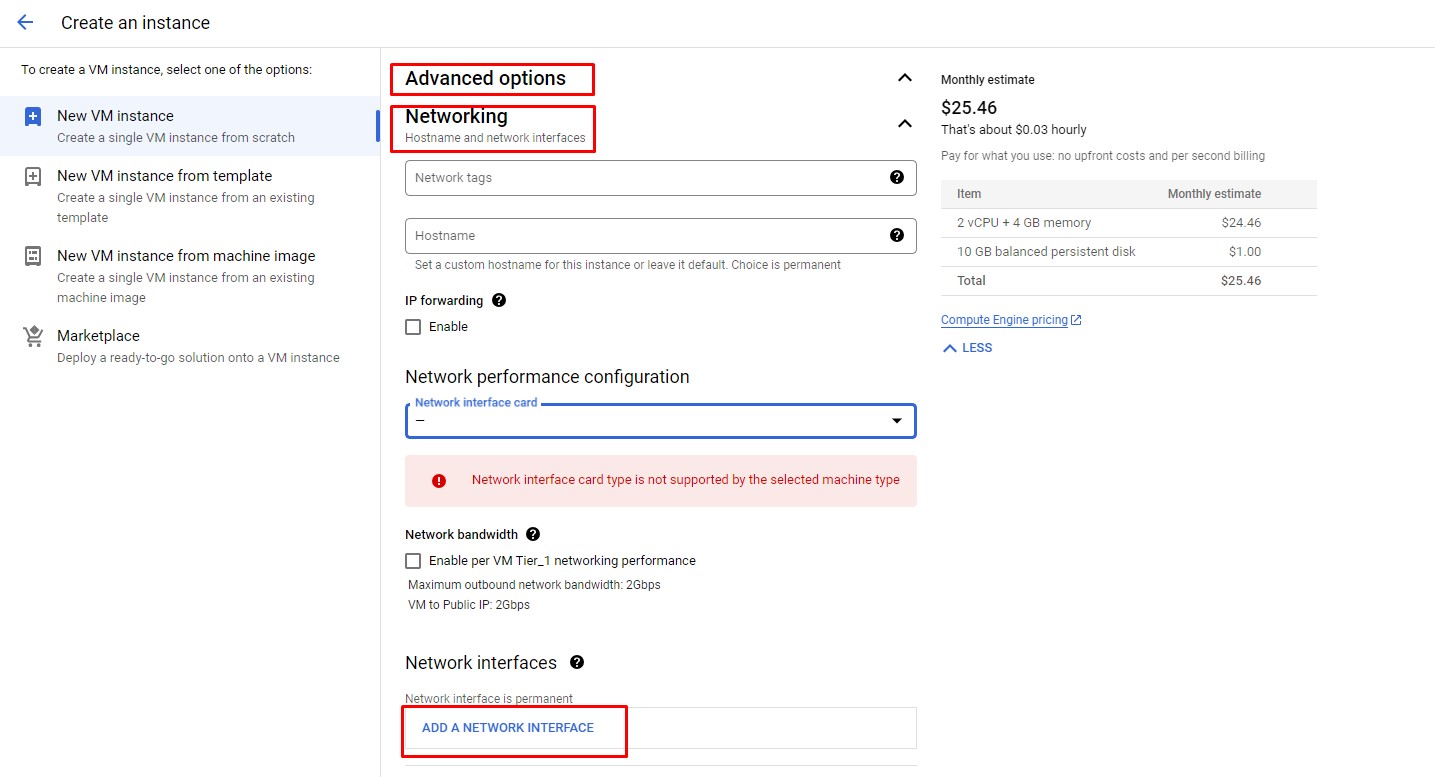 Create an instance
To create a VM instance, select one of the options:
New VM instance
Create a single VM instance from scratch
New VM instance from template
Create a single VM instance from an existing
template
New VM instance from machine image
Create a single VM instance from an existing
machine image
Marketplace
Deploy a ready-to-go solution onto a VM instance
Advanced options
Networking
Hostname and network interfaces
Network tags
Hostname
Set a custom hostname for this instance or leave it default. Choice is permanent
IP forwarding
Enable
Network performance configuration
Network interface card
—
Network interface card type is not supported by the selected machine type
Network bandwidth
Enable per VM Tier_1 networking performance
Maximum outbound network bandwidth: 2Gbps
VM to Public IP: 2Gbps
Network interfaces
Network interface is permanent
ADD A NETWORK INTERFACE
Monthly estimate
$25.46
That's about $0.03 hourly
Pay for what you use: no upfront costs and per second billing
Item Monthly estimate
2 vCPU + 4 GB memory $24.46
10 GB balanced persistent disk $1.00
Total $25.46
Compute Engine pricing
LESS